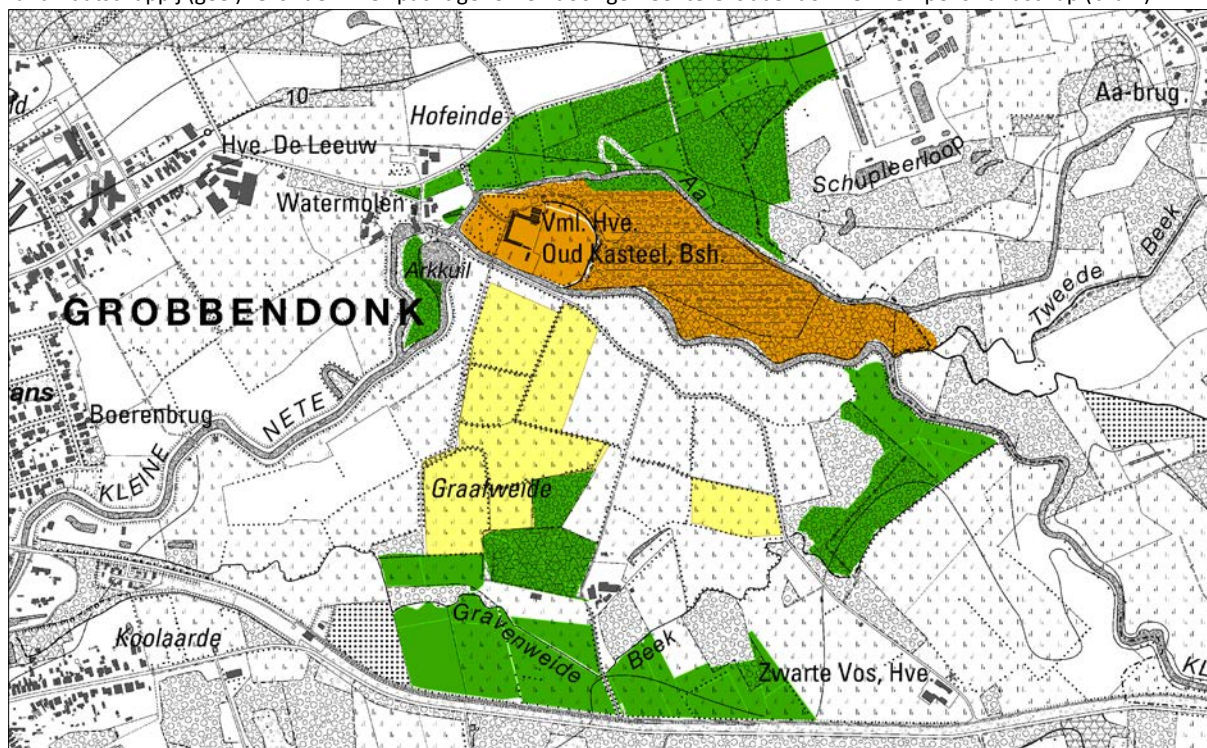 10
Hofeinde
Aa-brug
Hve. De Leeuw
Schupleerloop
Aa
Watermolen
Vml. Hve.
Oud Kasteel, Bsh.
Arkkuil
Tweede Beek
GROBBENDONK
ans
Boerenbrug
KLEINE NETE
Graafweide
Gravenweide Beek
Koolaarde
Zwarte Vos, Hve.
KL